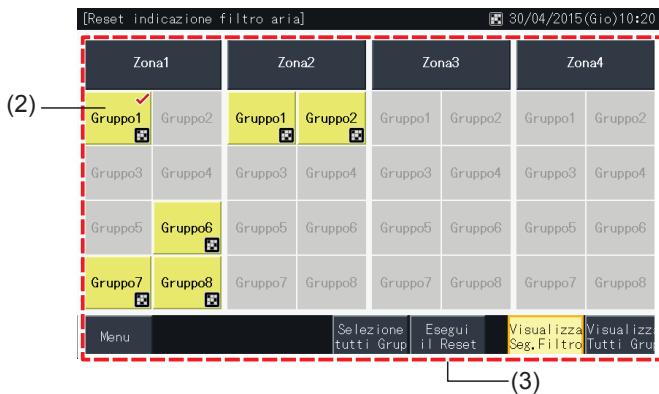 [Reset indicazione filtro aria] 30/04/2015(Gio)10:20
Zona1 Zona2 Zona3 Zona4
(2)
Gruppo1 Gruppo2 Gruppo1 Gruppo2 Gruppo1 Gruppo2 Gruppo1 Gruppo2
Gruppo3 Gruppo4 Gruppo3 Gruppo4 Gruppo3 Gruppo4 Gruppo3 Gruppo4
Gruppo5 Gruppo6 Gruppo5 Gruppo6 Gruppo5 Gruppo6 Gruppo5 Gruppo6
Gruppo7 Gruppo8 Gruppo7 Gruppo8 Gruppo7 Gruppo8 Gruppo7 Gruppo8
Menu Selezione Esegui Visualizza Visualizz
tutti Grup il Reset Seg.Filtro Tutti Gru
(3)